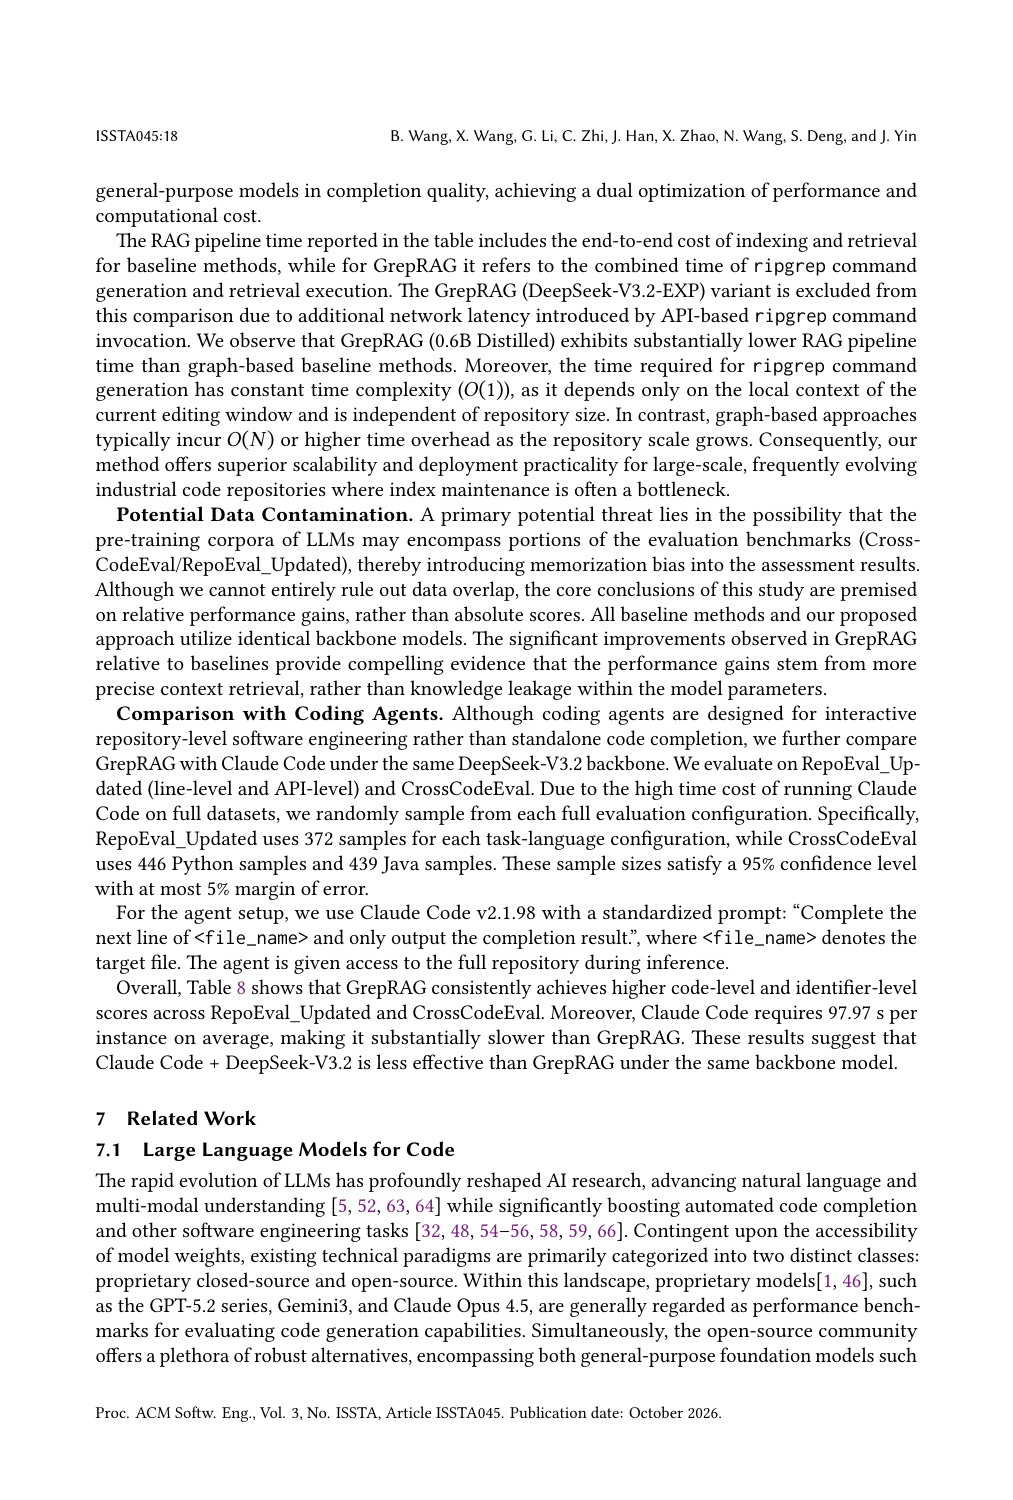 ISSTA045:18 B. Wang, X. Wang, G. Li, C. Zhi, J. Han, X. Zhao, N. Wang, S. Deng, and J. Yin
general-purpose models in completion quality, achieving a dual optimization of performance and
computational cost.
The RAG pipeline time reported in the table includes the end-to-end cost of indexing and retrieval
for baseline methods, while for GrepRAG it refers to the combined time of ripgrep command
generation and retrieval execution. The GrepRAG (DeepSeek-V3.2-EXP) variant is excluded from
this comparison due to additional network latency introduced by API-based ripgrep command
invocation. We observe that GrepRAG (0.6B Distilled) exhibits substantially lower RAG pipeline
time than graph-based baseline methods. Moreover, the time required for ripgrep command
generation has constant time complexity (O(1)), as it depends only on the local context of the
current editing window and is independent of repository size. In contrast, graph-based approaches
typically incur O(N) or higher time overhead as the repository scale grows. Consequently, our
method offers superior scalability and deployment practicality for large-scale, frequently evolving
industrial code repositories where index maintenance is often a bottleneck.
Potential Data Contamination. A primary potential threat lies in the possibility that the
pre-training corpora of LLMs may encompass portions of the evaluation benchmarks (Cross-
CodeEval/RepoEval_Updated), thereby introducing memorization bias into the assessment results.
Although we cannot entirely rule out data overlap, the core conclusions of this study are premised
on relative performance gains, rather than absolute scores. All baseline methods and our proposed
approach utilize identical backbone models. The significant improvements observed in GrepRAG
relative to baselines provide compelling evidence that the performance gains stem from more
precise context retrieval, rather than knowledge leakage within the model parameters.
Comparison with Coding Agents. Although coding agents are designed for interactive
repository-level software engineering rather than standalone code completion, we further compare
GrepRAG with Claude Code under the same DeepSeek-V3.2 backbone. We evaluate on RepoEval_Up-
dated (line-level and API-level) and CrossCodeEval. Due to the high time cost of running Claude
Code on full datasets, we randomly sample from each full evaluation configuration. Specifically,
RepoEval_Updated uses 372 samples for each task-language configuration, while CrossCodeEval
uses 446 Python samples and 439 Java samples. These sample sizes satisfy a 95% confidence level
with at most 5% margin of error.
For the agent setup, we use Claude Code v2.1.98 with a standardized prompt: “Complete the
next line of <file_name> and only output the completion result.”, where <file_name> denotes the
target file. The agent is given access to the full repository during inference.
Overall, Table 8 shows that GrepRAG consistently achieves higher code-level and identifier-level
scores across RepoEval_Updated and CrossCodeEval. Moreover, Claude Code requires 97.97 s per
instance on average, making it substantially slower than GrepRAG. These results suggest that
Claude Code + DeepSeek-V3.2 is less effective than GrepRAG under the same backbone model.
7 Related Work
7.1 Large Language Models for Code
The rapid evolution of LLMs has profoundly reshaped AI research, advancing natural language and
multi-modal understanding [5, 52, 63, 64] while significantly boosting automated code completion
and other software engineering tasks [32, 48, 54–56, 58, 59, 66]. Contingent upon the accessibility
of model weights, existing technical paradigms are primarily categorized into two distinct classes:
proprietary closed-source and open-source. Within this landscape, proprietary models[1, 46], such
as the GPT-5.2 series, Gemini3, and Claude Opus 4.5, are generally regarded as performance bench-
marks for evaluating code generation capabilities. Simultaneously, the open-source community
offers a plethora of robust alternatives, encompassing both general-purpose foundation models such
Proc. ACM Softw. Eng., Vol. 3, No. ISSTA, Article ISSTA045. Publication date: October 2026.